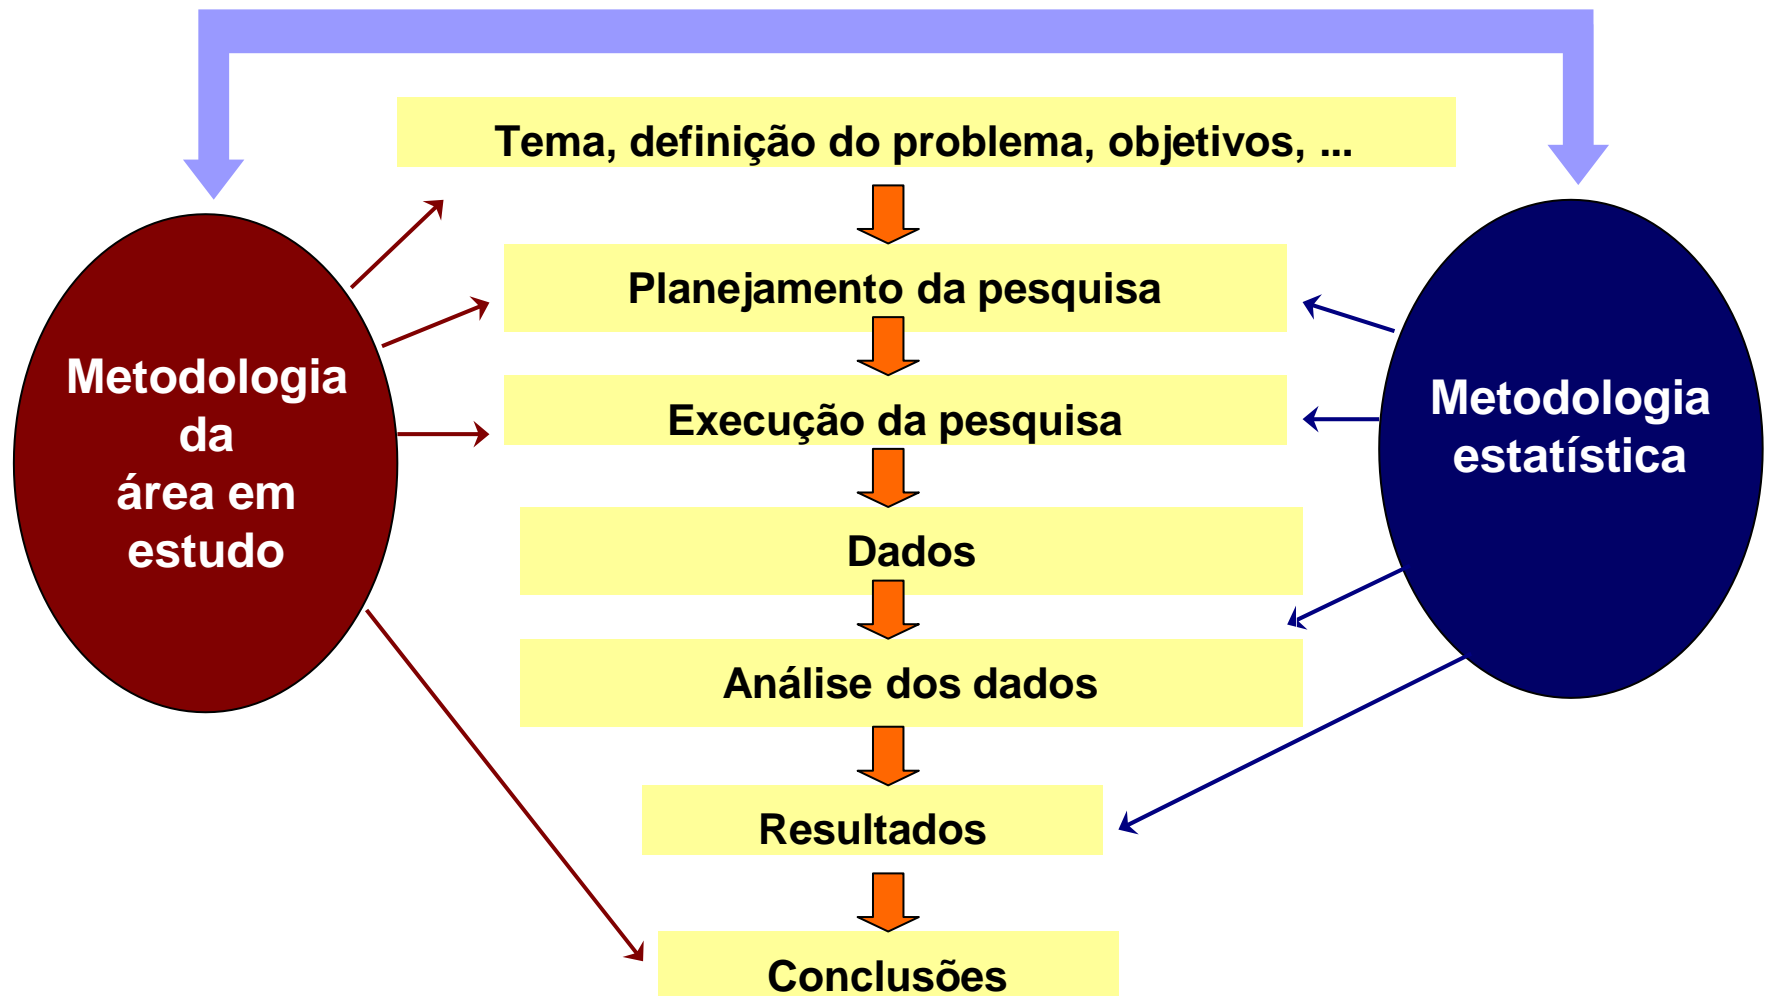 Tema, definição do problema, objetivos, ...
Planejamento da pesquisa
Execução da pesquisa
Dados
Análise dos dados
Resultados
Conclusões
Metodologia
da
área em
estudo
Metodologia
estatística